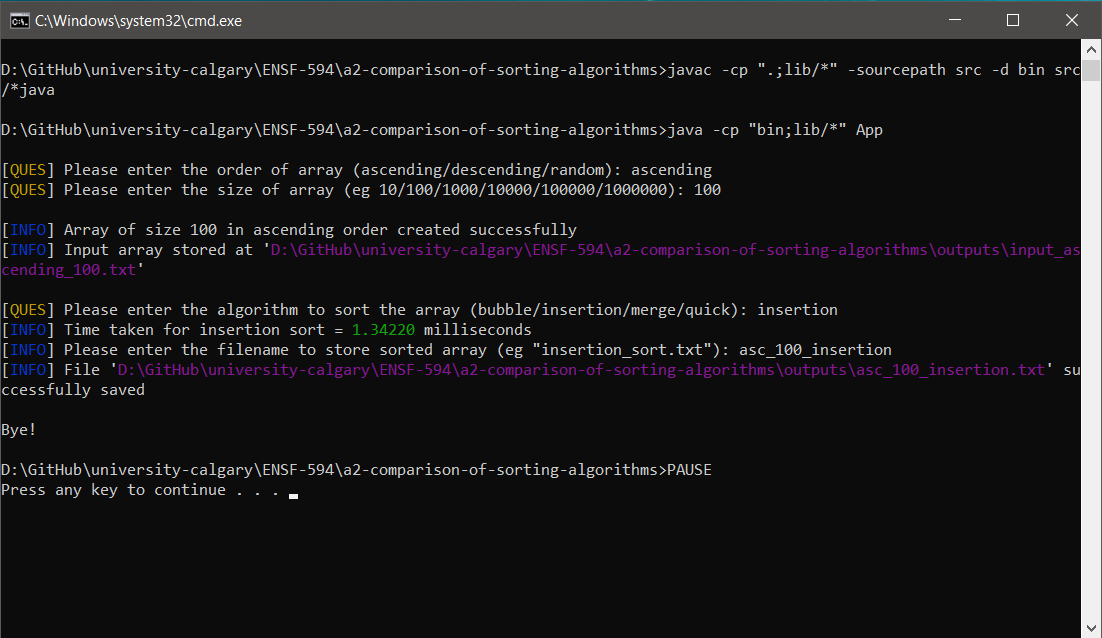 C:\Windows\system32\cmd.exe
D:\GitHub\university-calgary\ENSF-594\a2-comparison-of-sorting-algorithms>javac -cp ".;lib/*" -sourcepath src -d bin src
/*java
D:\GitHub\university-calgary\ENSF-594\a2-comparison-of-sorting-algorithms>java -cp "bin;lib/*" App
[QUES] Please enter the order of array (ascending/descending/random): ascending
[QUES] Please enter the size of array (eg 10/100/1000/10000/100000/1000000): 100
[INFO] Array of size 100 in ascending order created successfully
[INFO] Input array stored at 'D:\GitHub\university-calgary\ENSF-594\a2-comparison-of-sorting-algorithms\outputs\input_as
cending_100.txt'
[QUES] Please enter the algorithm to sort the array (bubble/insertion/merge/quick): insertion
[INFO] Time taken for insertion sort = 1.34220 milliseconds
[INFO] Please enter the filename to store sorted array (eg "insertion_sort.txt"): asc_100_insertion
[INFO] File 'D:\GitHub\university-calgary\ENSF-594\a2-comparison-of-sorting-algorithms\outputs\asc_100_insertion.txt' su
ccessfully saved
Bye!
D:\GitHub\university-calgary\ENSF-594\a2-comparison-of-sorting-algorithms>PAUSE
Press any key to continue . . .